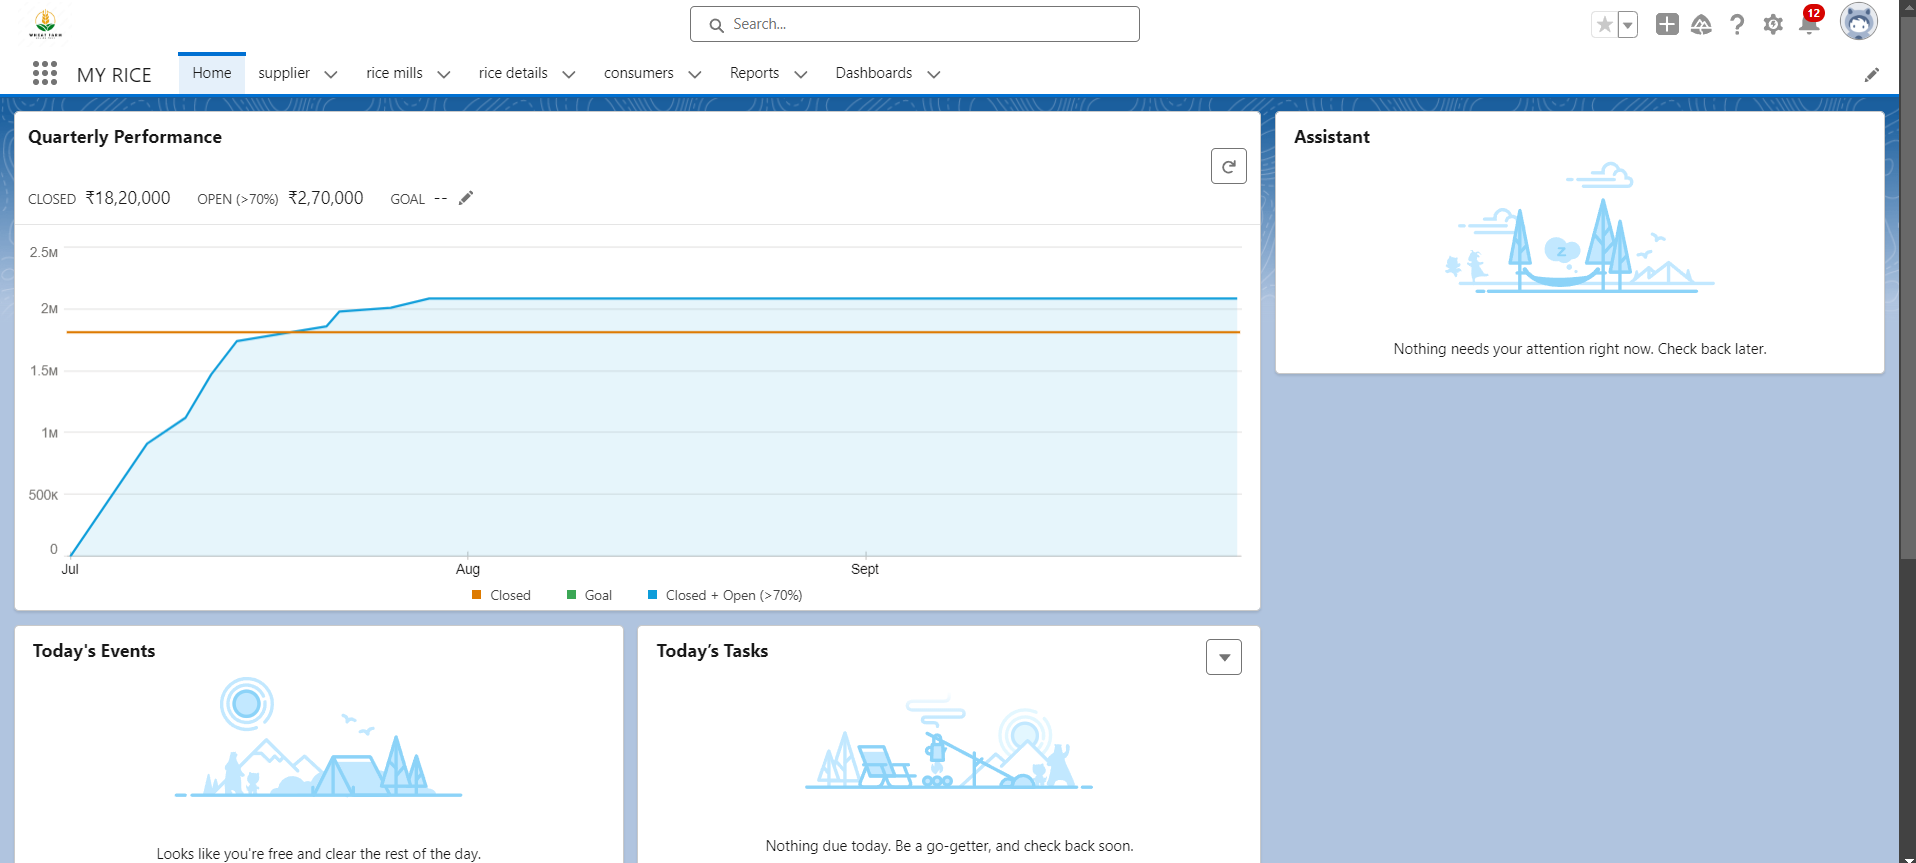 WHEAT FARM
Search...
12
MY RICE
Home
supplier
rice mills
rice details
consumers
Reports
Dashboards
Quarterly Performance
CLOSED ₹18,20,000 OPEN (>70%) ₹2,70,000 GOAL --
2.5M
2M
1.5M
1M
500K
0
Jul Aug Sept
Closed Goal Closed + Open (>70%)
Assistant
z
Nothing needs your attention right now. Check back later.
Today's Events
Looks like you're free and clear the rest of the day.
Today’s Tasks
Nothing due today. Be a go-getter, and check back soon.